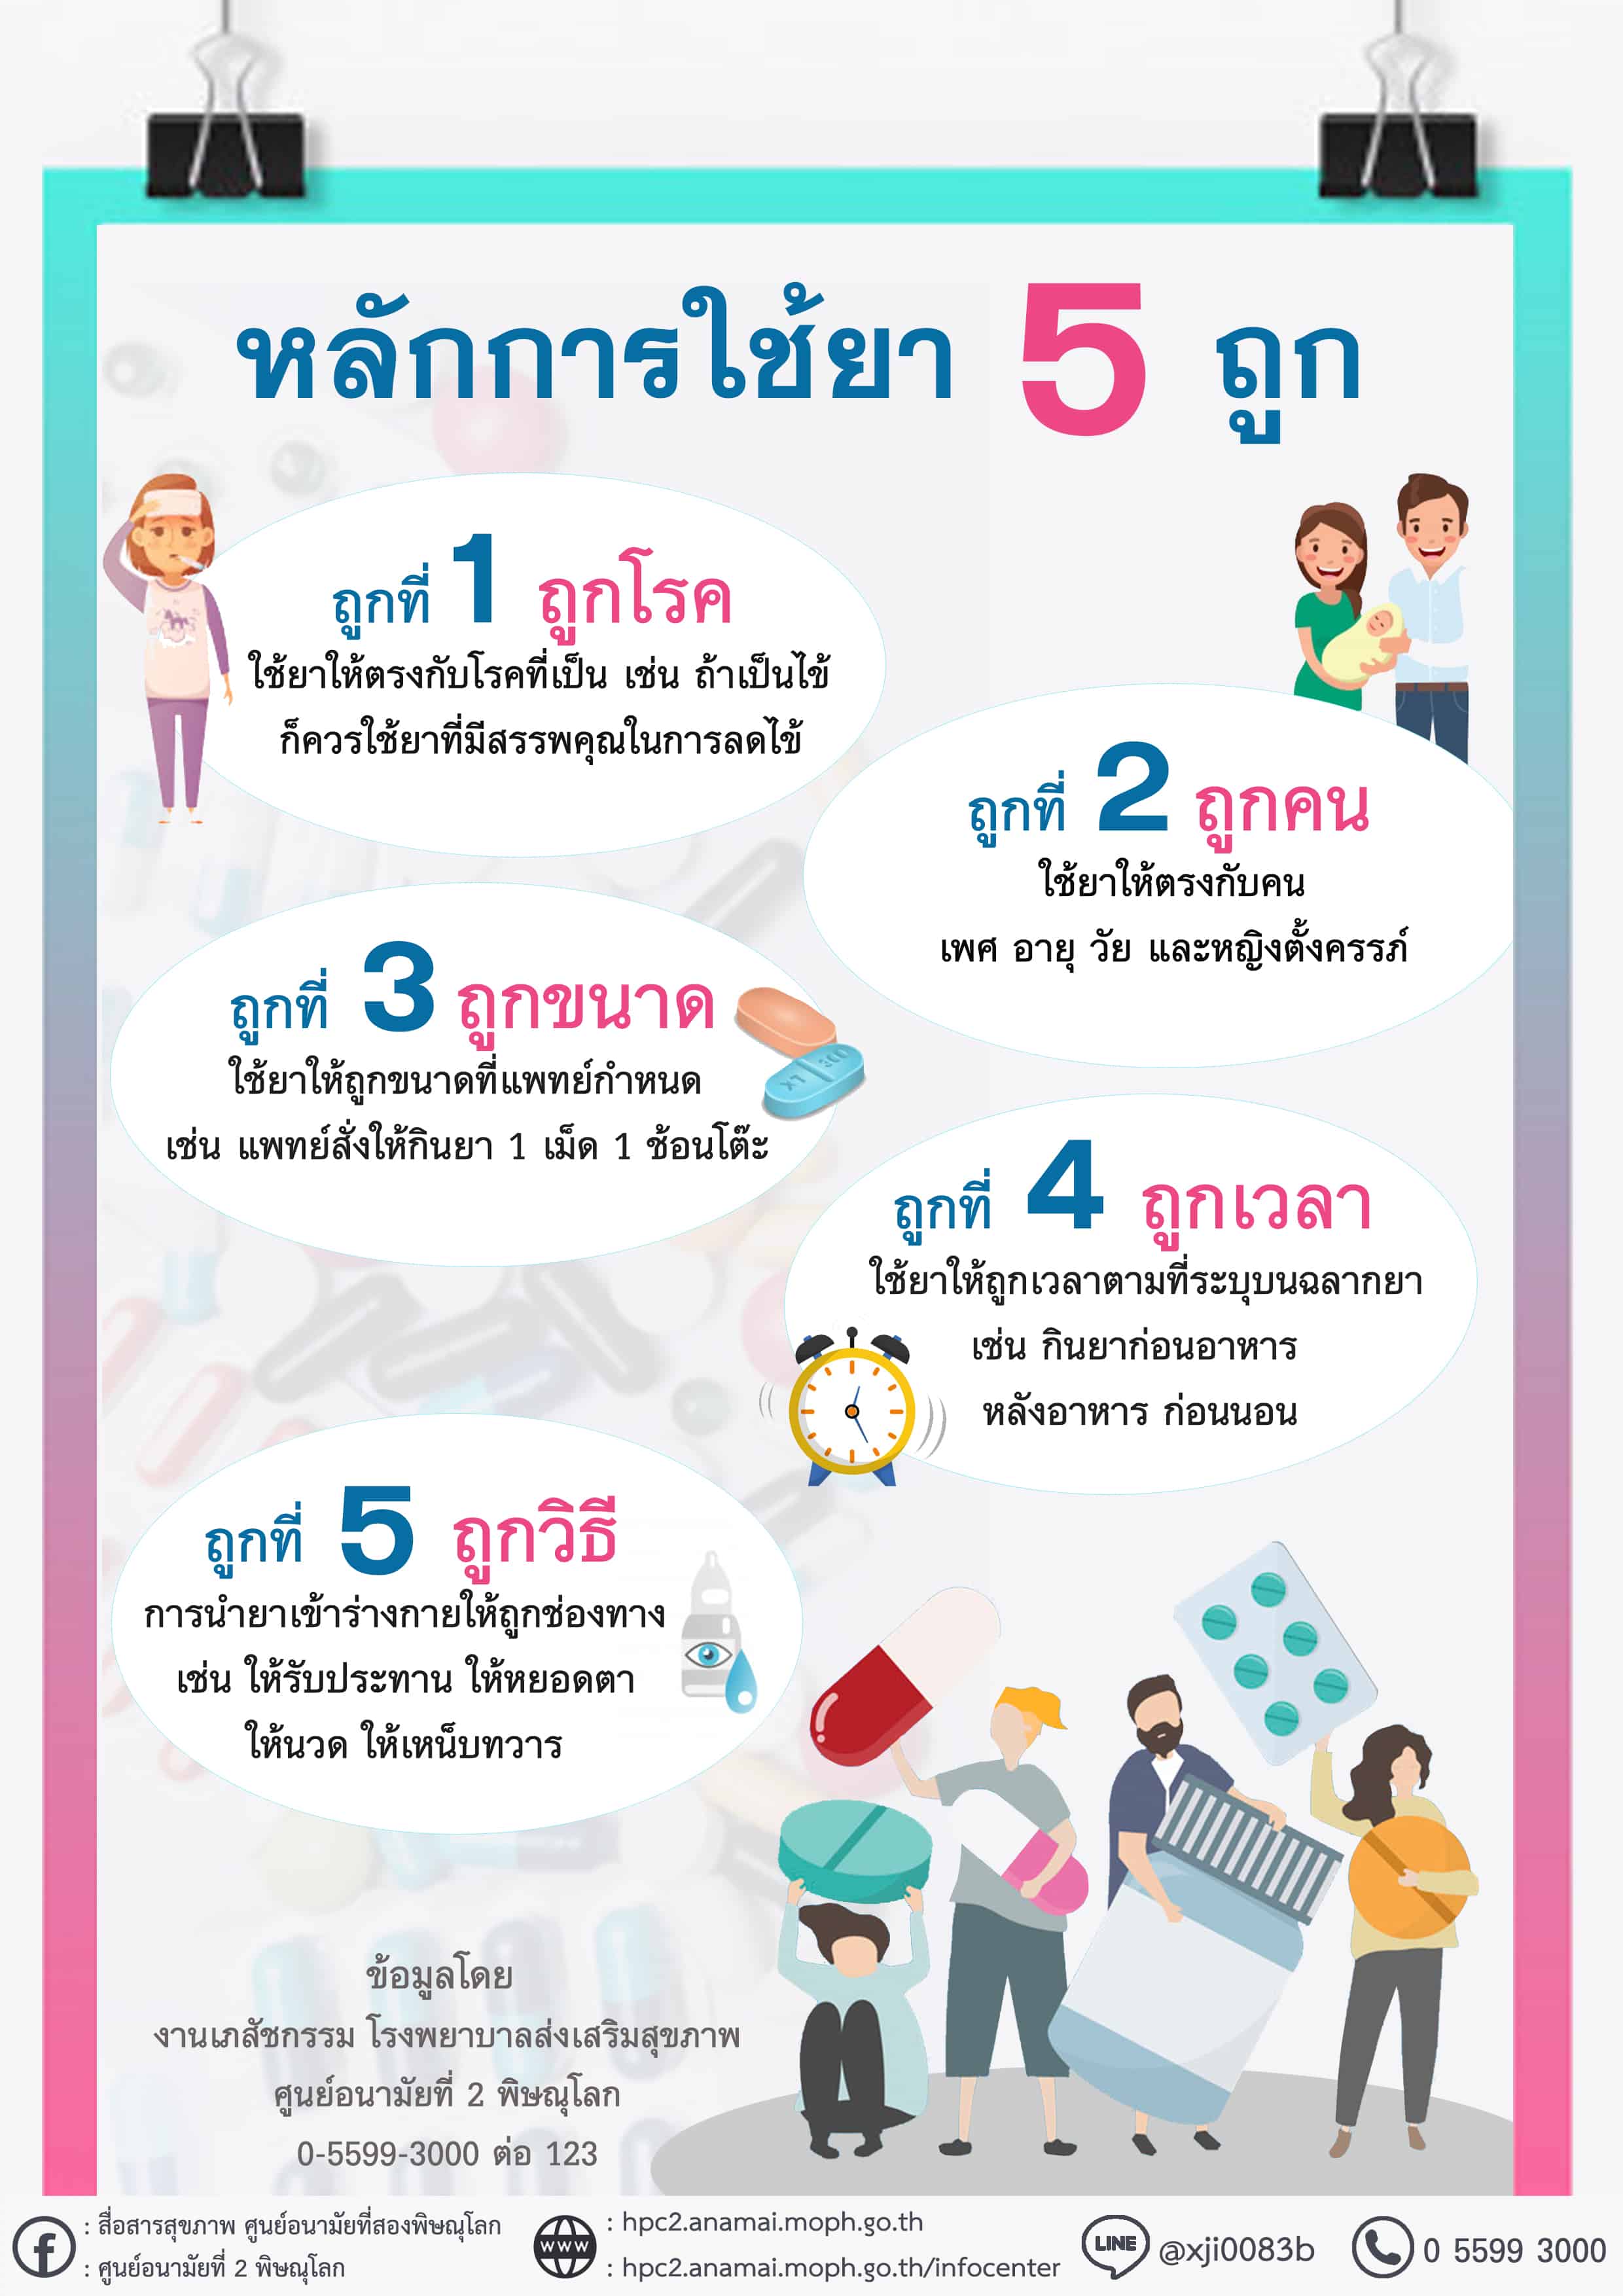 หลักการใช้ยา 5 ถูก
ถูกที่ 1 ถูกโรค
ใช้ยาให้ตรงกับโรคที่เป็น เช่น ถ้าเป็นไข้
ก็ควรใช้ยาที่มีสรรพคุณในการลดไข้
ถูกที่ 2 ถูกคน
ใช้ยาให้ตรงกับคน
เพศ อายุ วัย และหญิงตั้งครรภ์
ถูกที่ 3 ถูกขนาด
ใช้ยาให้ถูกขนาดที่แพทย์กำหนด
เช่น แพทย์สั่งให้กินยา 1 เม็ด 1 ช้อนโต๊ะ
XT 300
ถูกที่ 4 ถูกเวลา
ใช้ยาให้ถูกเวลาตามที่ระบุบนฉลากยา
เช่น กินยาก่อนอาหาร
หลังอาหาร ก่อนนอน
ถูกที่ 5 ถูกวิธี
การนำยาเข้าร่างกายให้ถูกช่องทาง
เช่น ให้รับประทาน ให้หยอดตา
ให้นวด ให้เหน็บทวาร
ข้อมูลโดย
งานเภสัชกรรม โรงพยาบาลส่งเสริมสุขภาพ
ศูนย์อนามัยที่ 2 พิษณุโลก
0-5599-3000 ต่อ 123
: สื่อสารสุขภาพ ศูนย์อนามัยที่สองพิษณุโลก
: ศูนย์อนามัยที่ 2 พิษณุโลก
WWW
: hpc2.anamai.moph.go.th
: hpc2.anamai.moph.go.th/infocenter
LINE @xji0083b
0 5599 3000